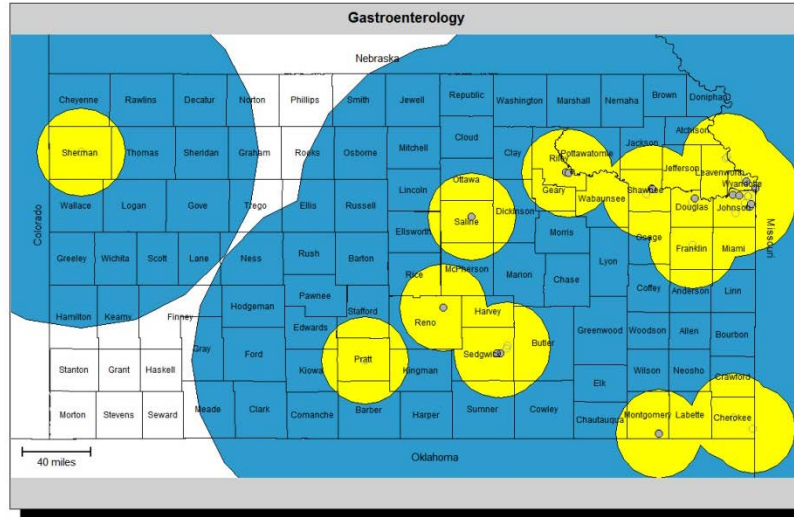 Gastroenterology
Nebraska
Cheyenne Rawlins Decatur Norton Phillips Smith Jewell Republic Washington Marshall Nemaha Brown Doniphan
Atchison
Sherman Thomas Sheridan Graham Rooks Osborne Mitchell Cloud Clay Riley Pottawatomie Jackson Jefferson Leavenworth
Wyandotte
Ottawa
Lincoln
Geary Wabaunsee Shawnee
Wallace Logan Gove Trego Ellis Russell Saline Dickinson Douglas Johnson
Colorado
Missouri
Ellsworth Morris Osage
Greeley Wichita Scott Lane Ness Rush Barton Rice McPherson Marion Chase Lyon Franklin Miami
Coffey Anderson Linn
Pawnee
Hamilton Kearny Finney Hodgeman Stafford Reno Harvey
Edwards
Greenwood Woodson Allen Bourbon
Gray Ford Pratt Sedgwick Butler
Stanton Grant Haskell Kiowa Kingman Elk Wilson Neosho Crawford
Morton Stevens Seward Meade Clark Comanche Barber Harper Sumner Cowley Chautauqua Montgomery Labette Cherokee
40 miles
Oklahoma